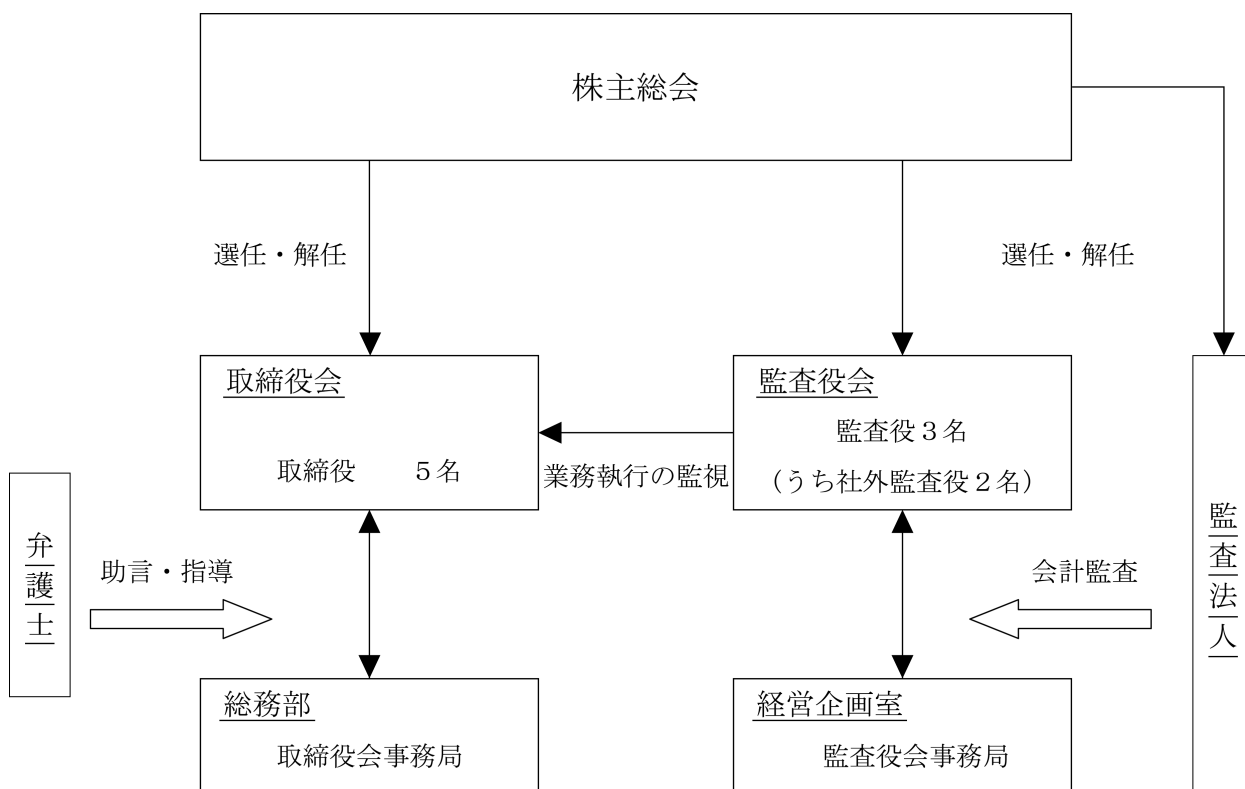 株主総会
選任・解任
選任・解任
取締役会
取締役　　５名
業務執行の監視
監査役会
監査役３名
（うち社外監査役２名）
弁護士
助言・指導
会計監査
監査法人
総務部
取締役会事務局
経営企画室
監査役会事務局